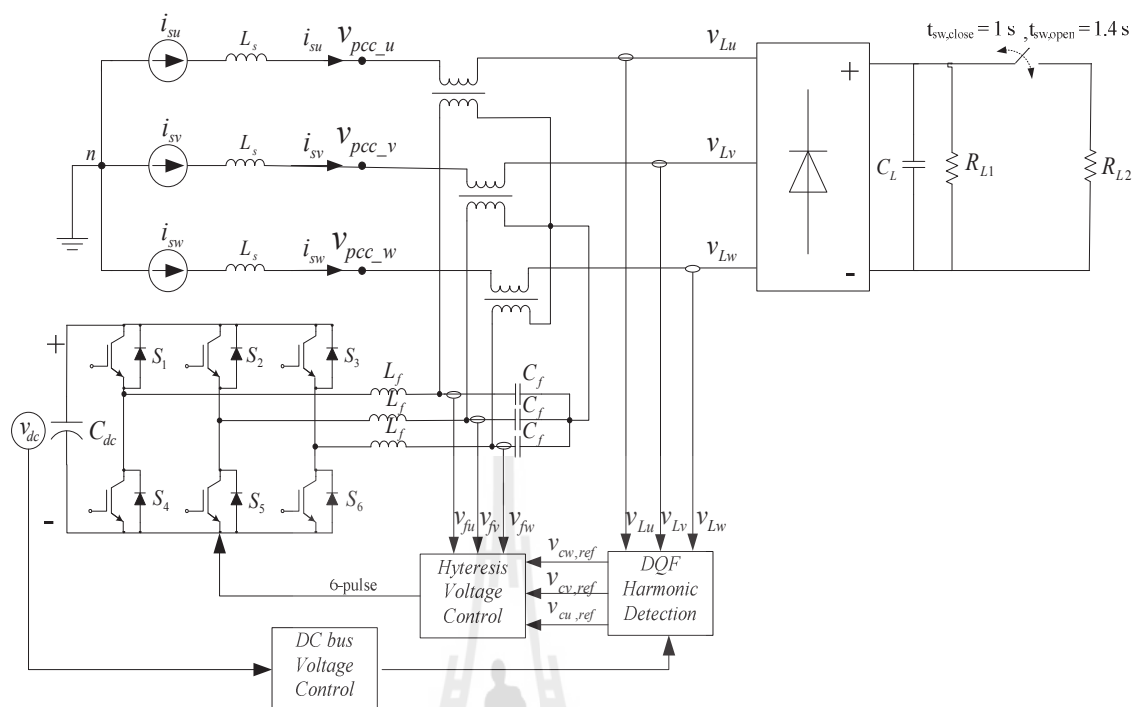 t_sw,close = 1 s , t_sw,open = 1.4 s
i_su L_s i_su v_pcc_u v_Lu
+
i_sv L_s i_sv v_pcc_v v_Lv
n
C_L R_L1 R_L2
i_sw L_s i_sw v_pcc_w v_Lw
-
+ S_1 S_2 S_3
L_f C_f
L_f C_f
L_f C_f
v_dc C_dc
- S_4 S_5 S_6
v_fu v_fv v_fw v_Lu v_Lv v_Lw
6-pulse
Hyteresis
Voltage
Control
v_cw,ref
v_cv,ref
v_cu,ref
DQF
Harmonic
Detection
DC bus
Voltage
Control